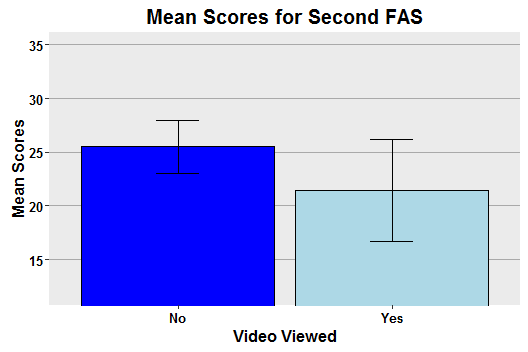 Mean Scores for Second FAS
35
30
25
20
15
Mean Scores
No
Yes
Video Viewed